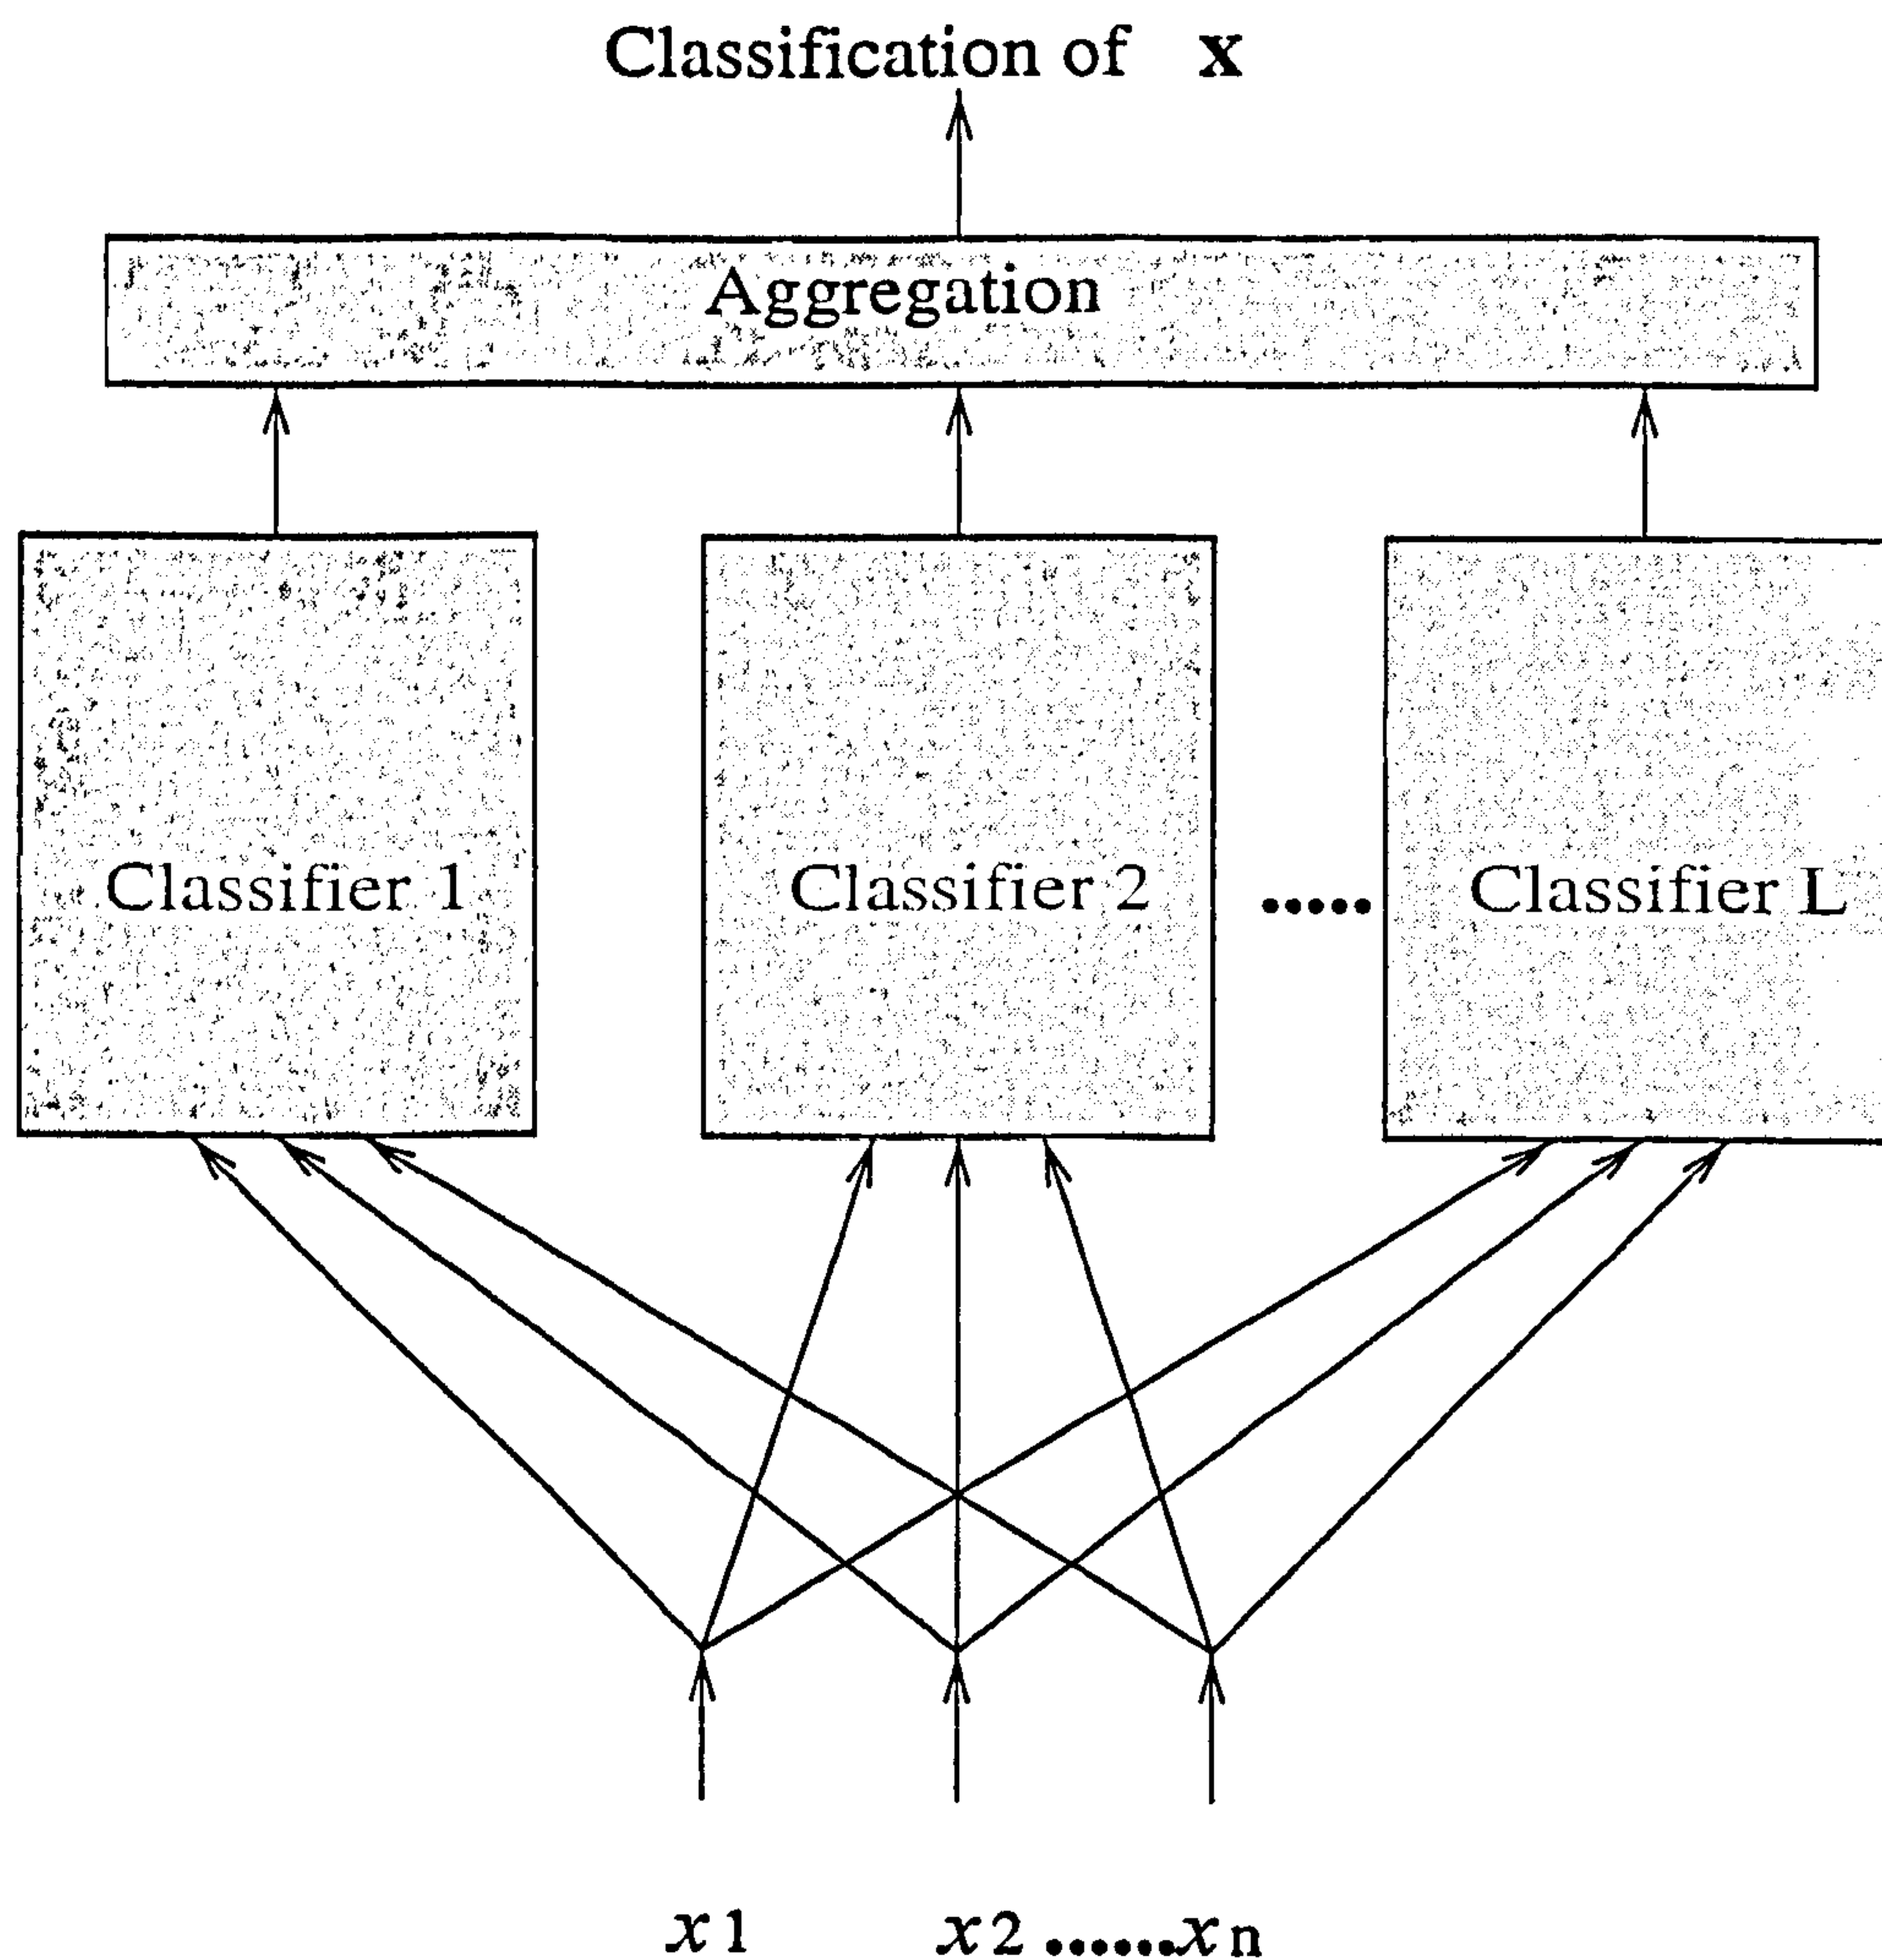 Classification of x
Aggregation
Classifier 1 Classifier 2 ..... Classifier L
x1 x2 ......xn